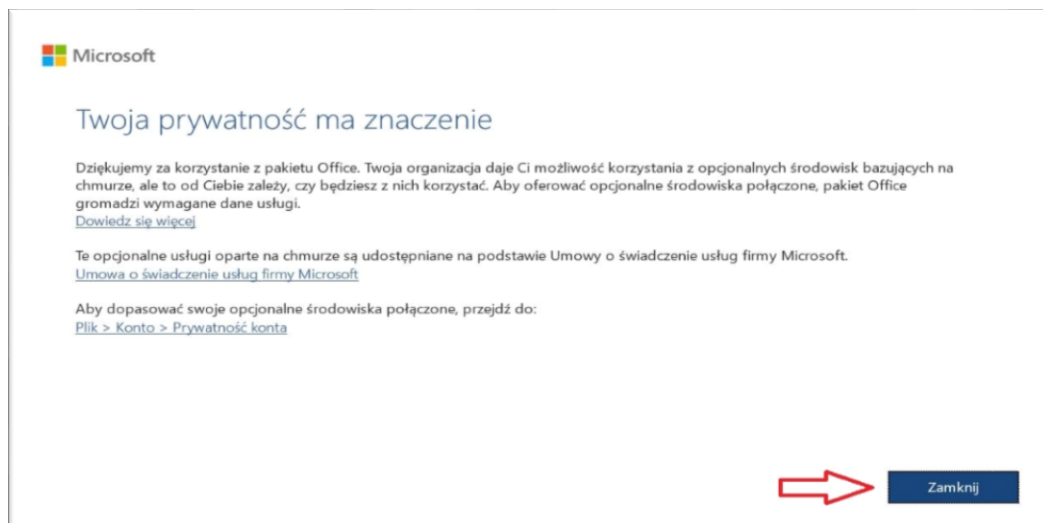 Microsoft
Twoja prywatność ma znaczenie
Dziękujemy za korzystanie z pakietu Office. Twoja organizacja daje Ci możliwość korzystania z opcjonalnych środowisk bazujących na
chmurze, ale to od Ciebie zależy, czy będziesz z nich korzystać. Aby oferować opcjonalne środowiska połączone, pakiet Office
gromadzi wymagane dane usługi.
Dowiedz się więcej
Te opcjonalne usługi oparte na chmurze są udostępniane na podstawie Umowy o świadczenie usług firmy Microsoft.
Umowa o świadczenie usług firmy Microsoft
Aby dopasować swoje opcjonalne środowiska połączone, przejdź do:
Plik > Konto > Prywatność konta
Zamknij